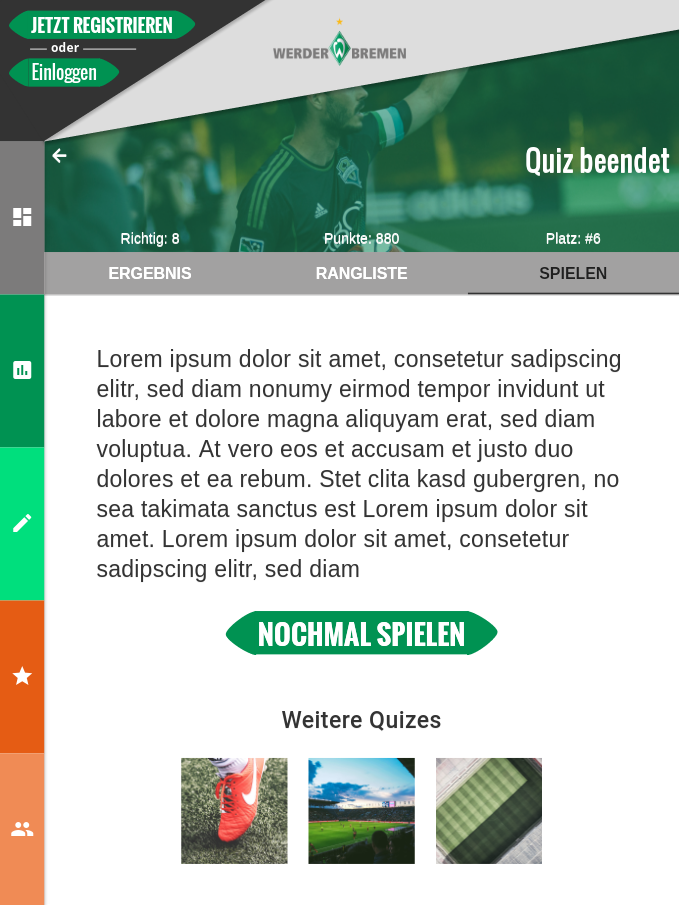 JETZT REGISTRIEREN
oder
Einloggen
WERDER BREMEN
Quiz beendet
Richtig: 8
Punkte: 880
Platz: #6
ERGEBNIS
RANGLISTE
SPIELEN
Lorem ipsum dolor sit amet, consetetur sadipscing
elitr, sed diam nonumy eirmod tempor invidunt ut
labore et dolore magna aliquyam erat, sed diam
voluptua. At vero eos et accusam et justo duo
dolores et ea rebum. Stet clita kasd gubergren, no
sea takimata sanctus est Lorem ipsum dolor sit
amet. Lorem ipsum dolor sit amet, consetetur
sadipscing elitr, sed diam
NOCHMAL SPIELEN
Weitere Quizes